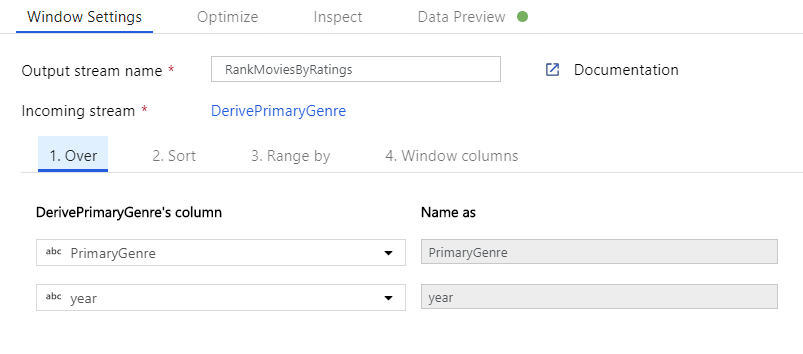 Window Settings Optimize Inspect Data Preview
Output stream name * RankMoviesByRatings Documentation
Incoming stream * DerivePrimaryGenre
1. Over 2. Sort 3. Range by 4. Window columns
DerivePrimaryGenre's column Name as
abc PrimaryGenre PrimaryGenre
abc year year